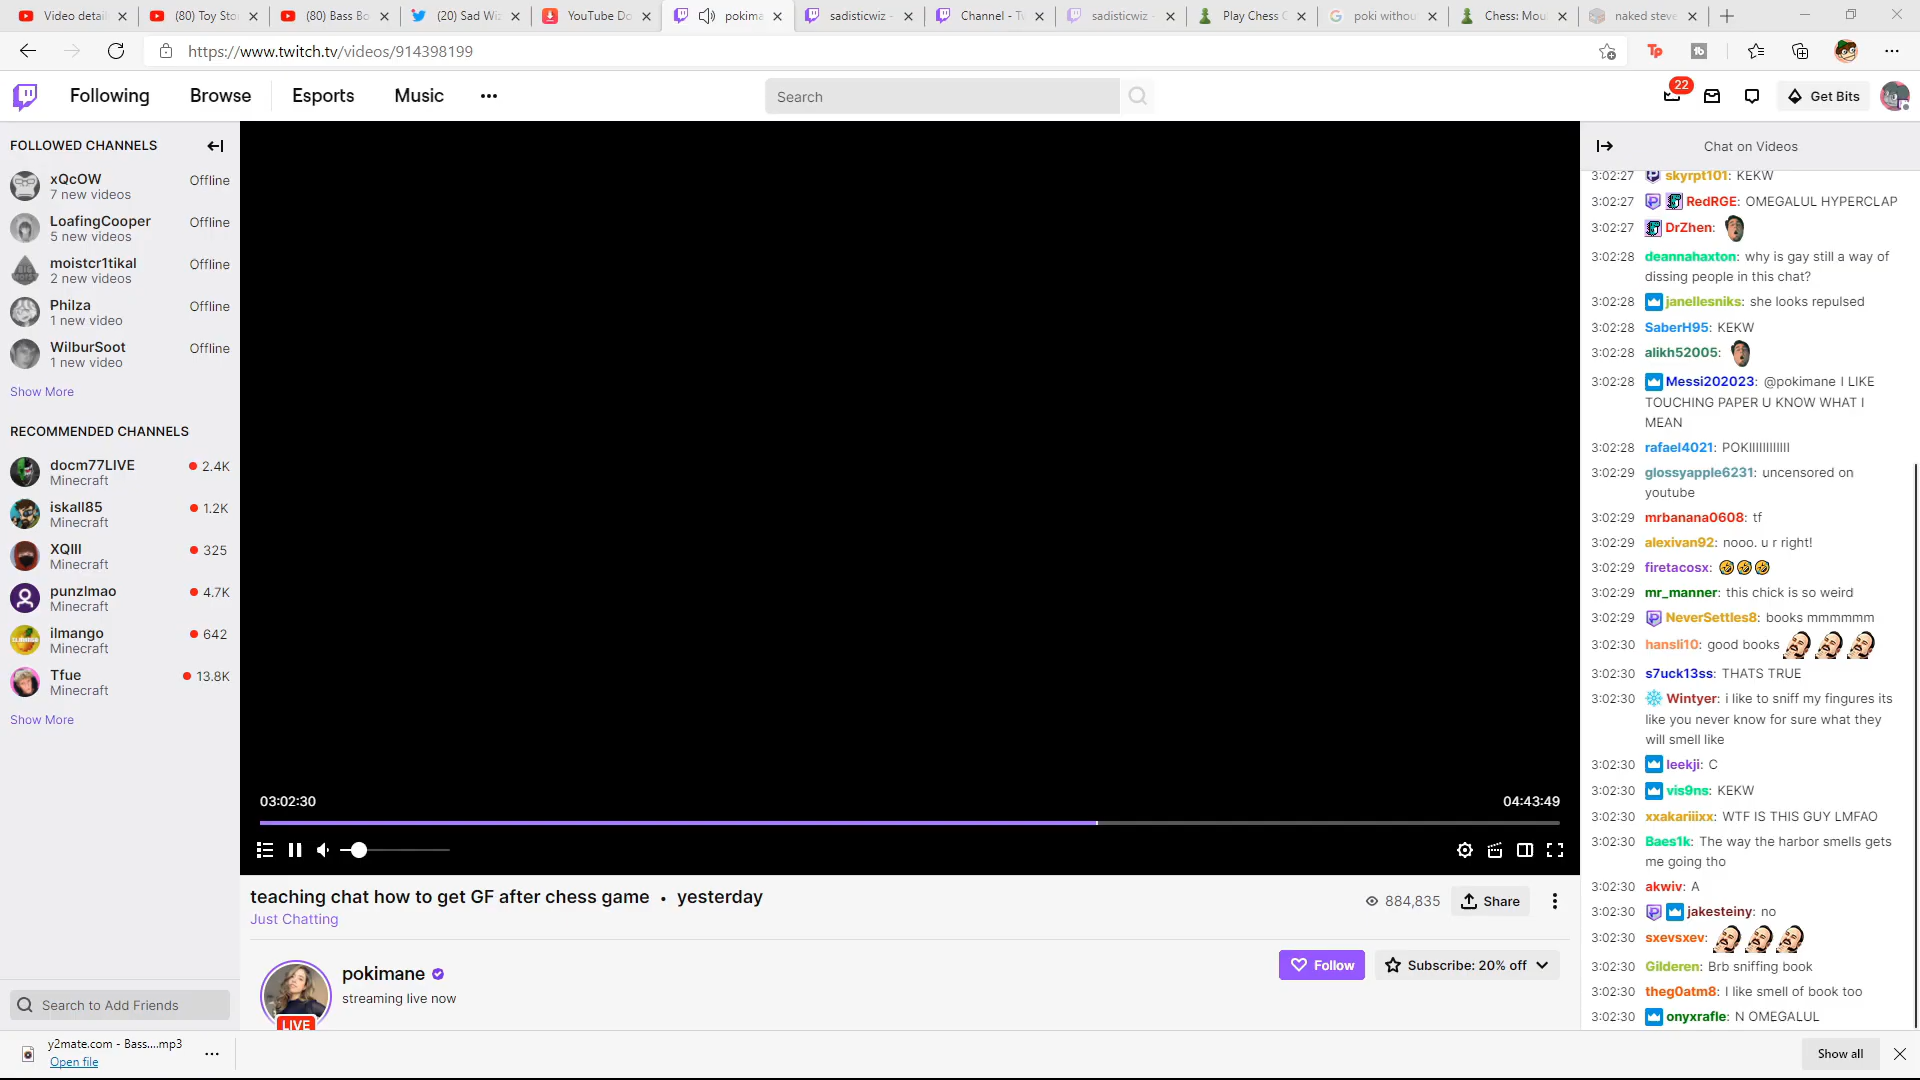 Video detai
(80) Toy Sto
(80) Bass Bo
(20) Sad Wiz
YouTube Do
pokima
sadisticwiz -
Channel - Tw
sadisticwiz -
Play Chess O
poki withou
Chess: Mou
naked steve
https://www.twitch.tv/videos/914398199
Following
Browse
Esports
Music
Search
22
Get Bits
FOLLOWED CHANNELS
xQcOW
Offline
7 new videos
LoafingCooper
Offline
5 new videos
moistcr1tikal
Offline
2 new videos
Philza
Offline
1 new video
WilburSoot
Offline
1 new video
Show More
RECOMMENDED CHANNELS
docm77LIVE
2.4K
Minecraft
iskall85
1.2K
Minecraft
XQIII
325
Minecraft
punzlmao
4.7K
Minecraft
ilmango
642
Minecraft
Tfue
13.8K
Minecraft
Show More
Search to Add Friends
03:02:30
04:43:49
teaching chat how to get GF after chess game • yesterday
Just Chatting
884,835
Share
pokimane
streaming live now
LIVE
Follow
Subscribe: 20% off
Chat on Videos
3:02:27 skyrpt101: KEKW
3:02:27 RedRGE: OMEGALUL HYPERCLAP
3:02:27 DrZhen:
3:02:28 deannahaxton: why is gay still a way of
dissing people in this chat?
3:02:28 janellesniks: she looks repulsed
3:02:28 SaberH95: KEKW
3:02:28 alikh52005:
3:02:28 Messi202023: @pokimane I LIKE
TOUCHING PAPER U KNOW WHAT I
MEAN
3:02:28 rafael4021: POKIIIIIIIIIIII
3:02:29 glossyapple6231: uncensored on
youtube
3:02:29 mrbanana0608: tf
3:02:29 alexivan92: nooo. u r right!
3:02:29 firetacosx: 🤣🤣🤣
3:02:29 mr_manner: this chick is so weird
3:02:29 NeverSettles8: books mmmmmm
3:02:30 hansli10: good books
3:02:30 s7uck13ss: THATS TRUE
3:02:30 Wintyer: i like to sniff my fingures its
like you never know for sure what they
will smell like
3:02:30 leekji: C
3:02:30 vis9ns: KEKW
3:02:30 xxakariiixx: WTF IS THIS GUY LMFAO
3:02:30 Baes1k: The way the harbor smells gets
me going tho
3:02:30 akwiv: A
3:02:30 jakesteiny: no
3:02:30 sxevsxev:
3:02:30 Gilderen: Brb sniffing book
3:02:30 theg0atm8: I like smell of book too
3:02:30 onyxrafle: N OMEGALUL
y2mate.com - Bass....mp3
Open file
Show all